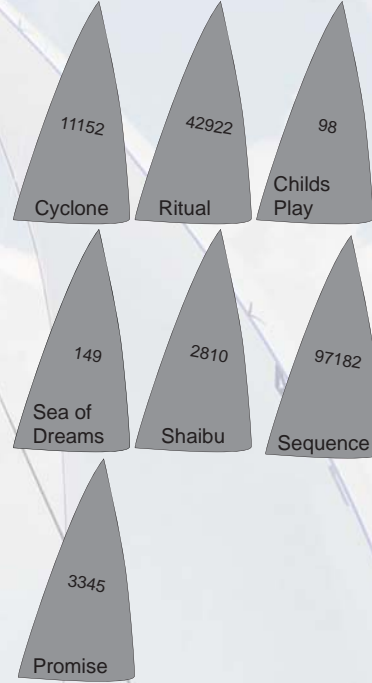 11152
Cyclone
42922
Ritual
98
Childs
Play
149
Sea of
Dreams
2810
Shaibu
97182
Sequence
3345
Promise